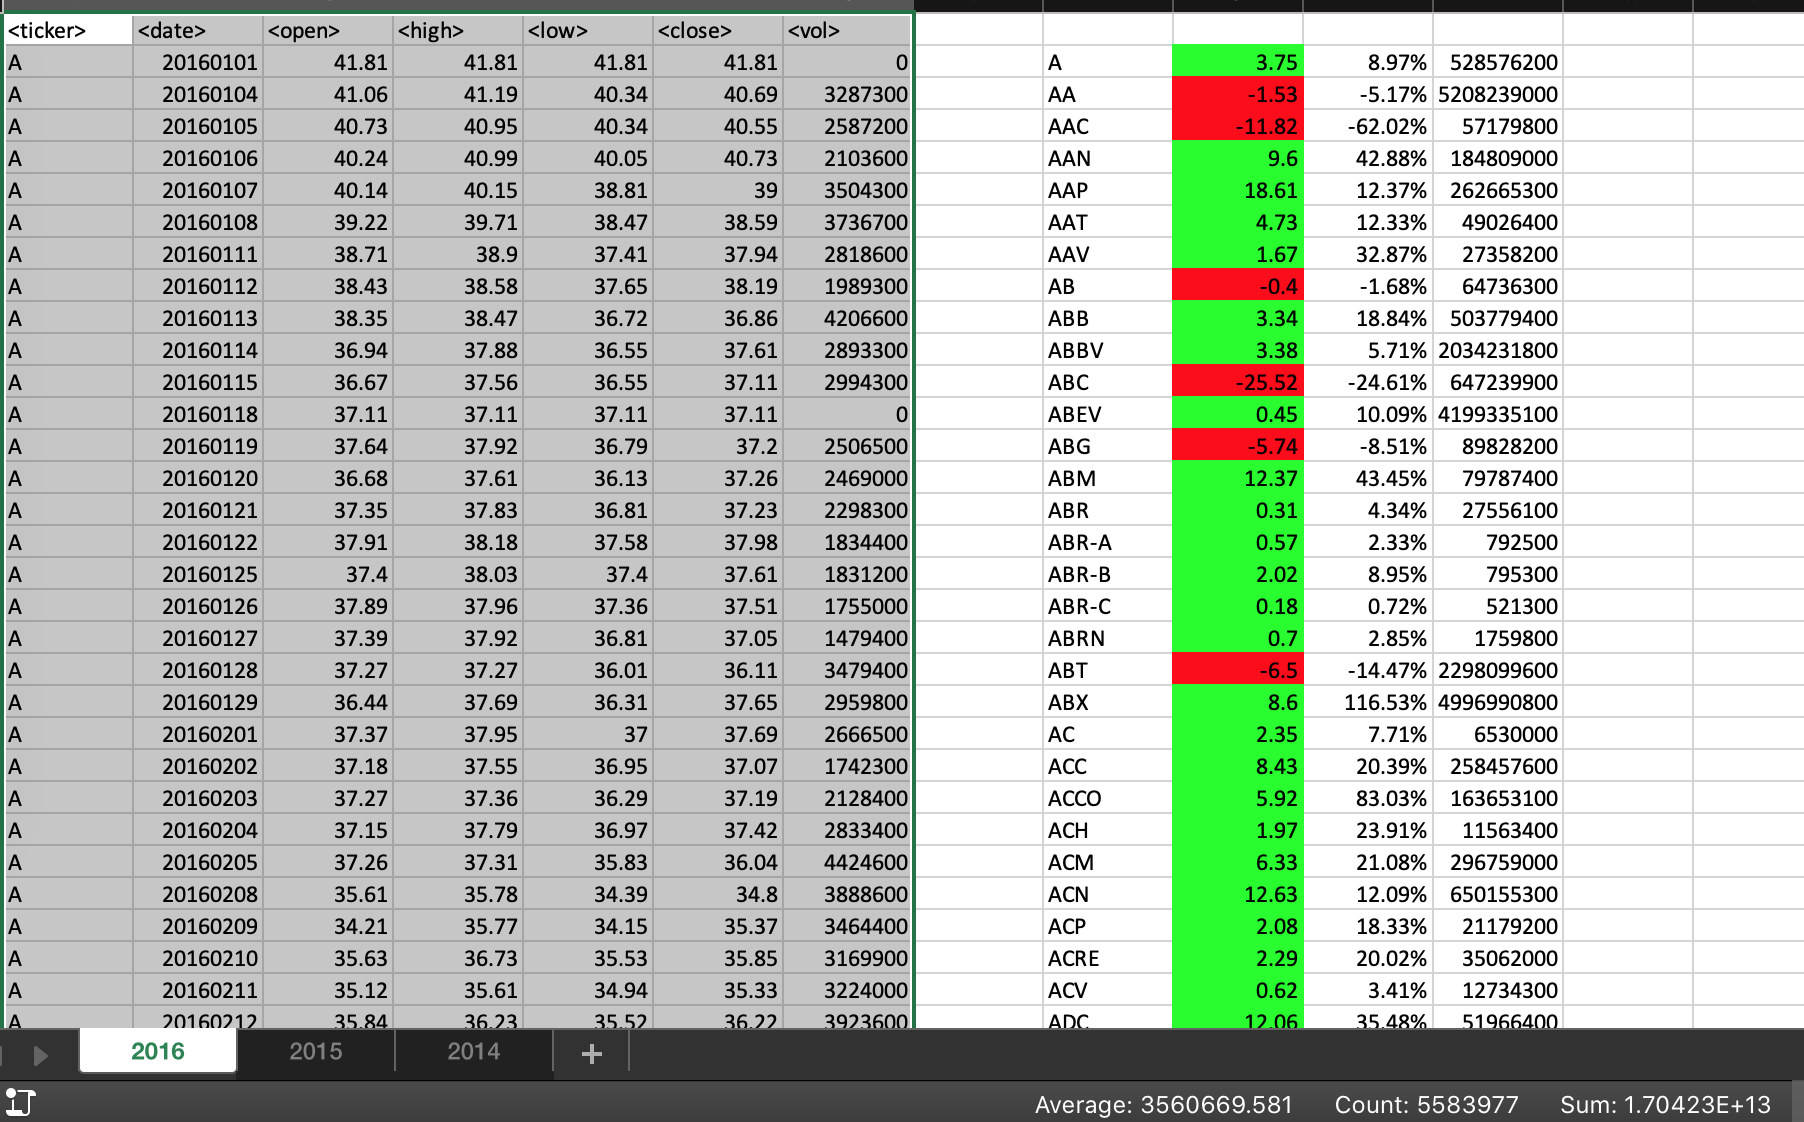 <ticker> <date> <open> <high> <low> <close> <vol>
A 20160101 41.81 41.81 41.81 41.81 0 A 3.75 8.97% 528576200
A 20160104 41.06 41.19 40.34 40.69 3287300 AA -1.53 -5.17% 5208239000
A 20160105 40.73 40.95 40.34 40.55 2587200 AAC -11.82 -62.02% 57179800
A 20160106 40.24 40.99 40.05 40.73 2103600 AAN 9.6 42.88% 184809000
A 20160107 40.14 40.15 38.81 39 3504300 AAP 18.61 12.37% 262665300
A 20160108 39.22 39.71 38.47 38.59 3736700 AAT 4.73 12.33% 49026400
A 20160111 38.71 38.9 37.41 37.94 2818600 AAV 1.67 32.87% 27358200
A 20160112 38.43 38.58 37.65 38.19 1989300 AB -0.4 -1.68% 64736300
A 20160113 38.35 38.47 36.72 36.86 4206600 ABB 3.34 18.84% 503779400
A 20160114 36.94 37.88 36.55 37.61 2893300 ABBV 3.38 5.71% 2034231800
A 20160115 36.67 37.56 36.55 37.11 2994300 ABC -25.52 -24.61% 647239900
A 20160118 37.11 37.11 37.11 37.11 0 ABEV 0.45 10.09% 4199335100
A 20160119 37.64 37.92 36.79 37.2 2506500 ABG -5.74 -8.51% 89828200
A 20160120 36.68 37.61 36.13 37.26 2469000 ABM 12.37 43.45% 79787400
A 20160121 37.35 37.83 36.81 37.23 2298300 ABR 0.31 4.34% 27556100
A 20160122 37.91 38.18 37.58 37.98 1834400 ABR-A 0.57 2.33% 792500
A 20160125 37.4 38.03 37.4 37.61 1831200 ABR-B 2.02 8.95% 795300
A 20160126 37.89 37.96 37.36 37.51 1755000 ABR-C 0.18 0.72% 521300
A 20160127 37.39 37.92 36.81 37.05 1479400 ABRN 0.7 2.85% 1759800
A 20160128 37.27 37.27 36.01 36.11 3479400 ABT -6.5 -14.47% 2298099600
A 20160129 36.44 37.69 36.31 37.65 2959800 ABX 8.6 116.53% 4996990800
A 20160201 37.37 37.95 37 37.69 2666500 AC 2.35 7.71% 6530000
A 20160202 37.18 37.55 36.95 37.07 1742300 ACC 8.43 20.39% 258457600
A 20160203 37.27 37.36 36.29 37.19 2128400 ACCO 5.92 83.03% 163653100
A 20160204 37.15 37.79 36.97 37.42 2833400 ACH 1.97 23.91% 11563400
A 20160205 37.26 37.31 35.83 36.04 4424600 ACM 6.33 21.08% 296759000
A 20160208 35.61 35.78 34.39 34.8 3888600 ACN 12.63 12.09% 650155300
A 20160209 34.21 35.77 34.15 35.37 3464400 ACP 2.08 18.33% 21179200
A 20160210 35.63 36.73 35.53 35.85 3169900 ACRE 2.29 20.02% 35062000
A 20160211 35.12 35.61 34.94 35.33 3224000 ACV 0.62 3.41% 12734300
A 20160212 35.84 36.23 35.52 36.22 3923600 ADC 12.06 35.48% 51966400
2016 2015 2014 +
Average: 3560669.581 Count: 5583977 Sum: 1.70423E+13